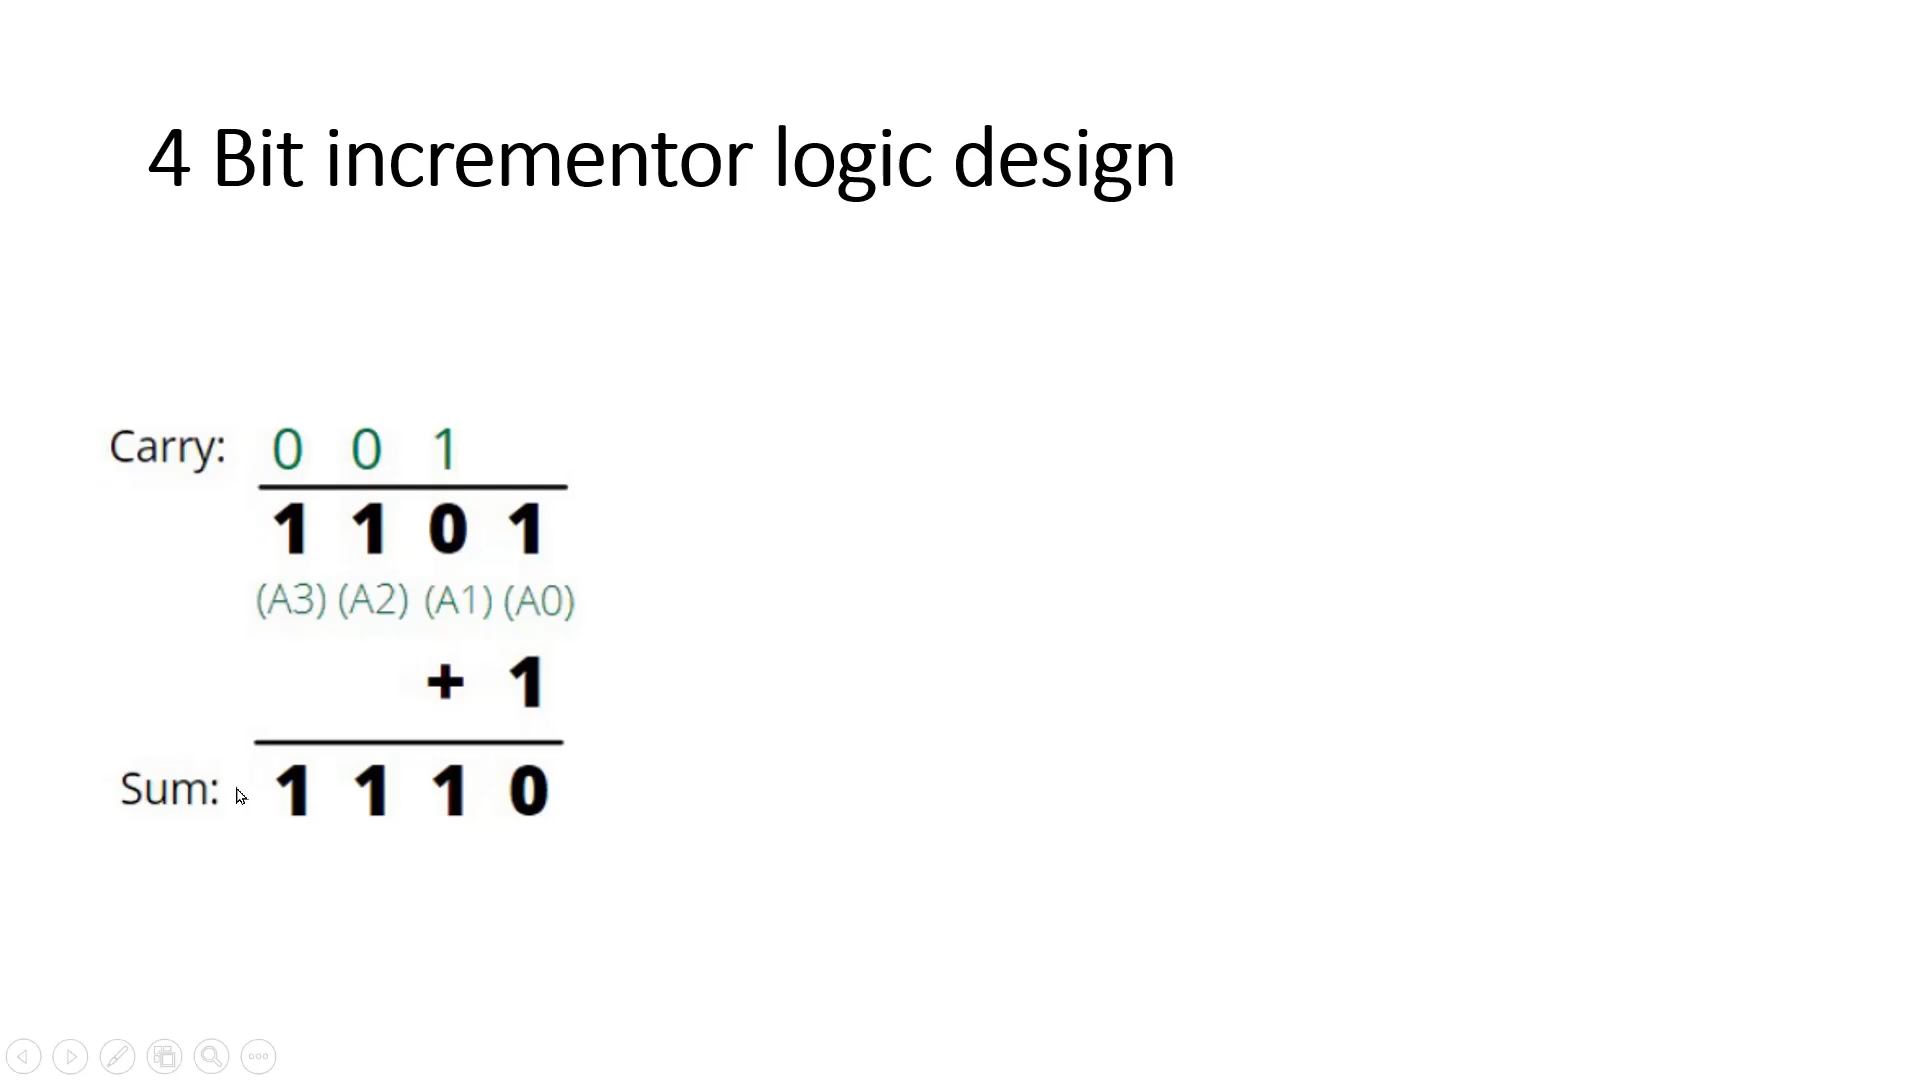 4 Bit incrementor logic design
Carry: 0 0 1
1 1 0 1
(A3) (A2) (A1) (A0)
+ 1
Sum: 1 1 1 0